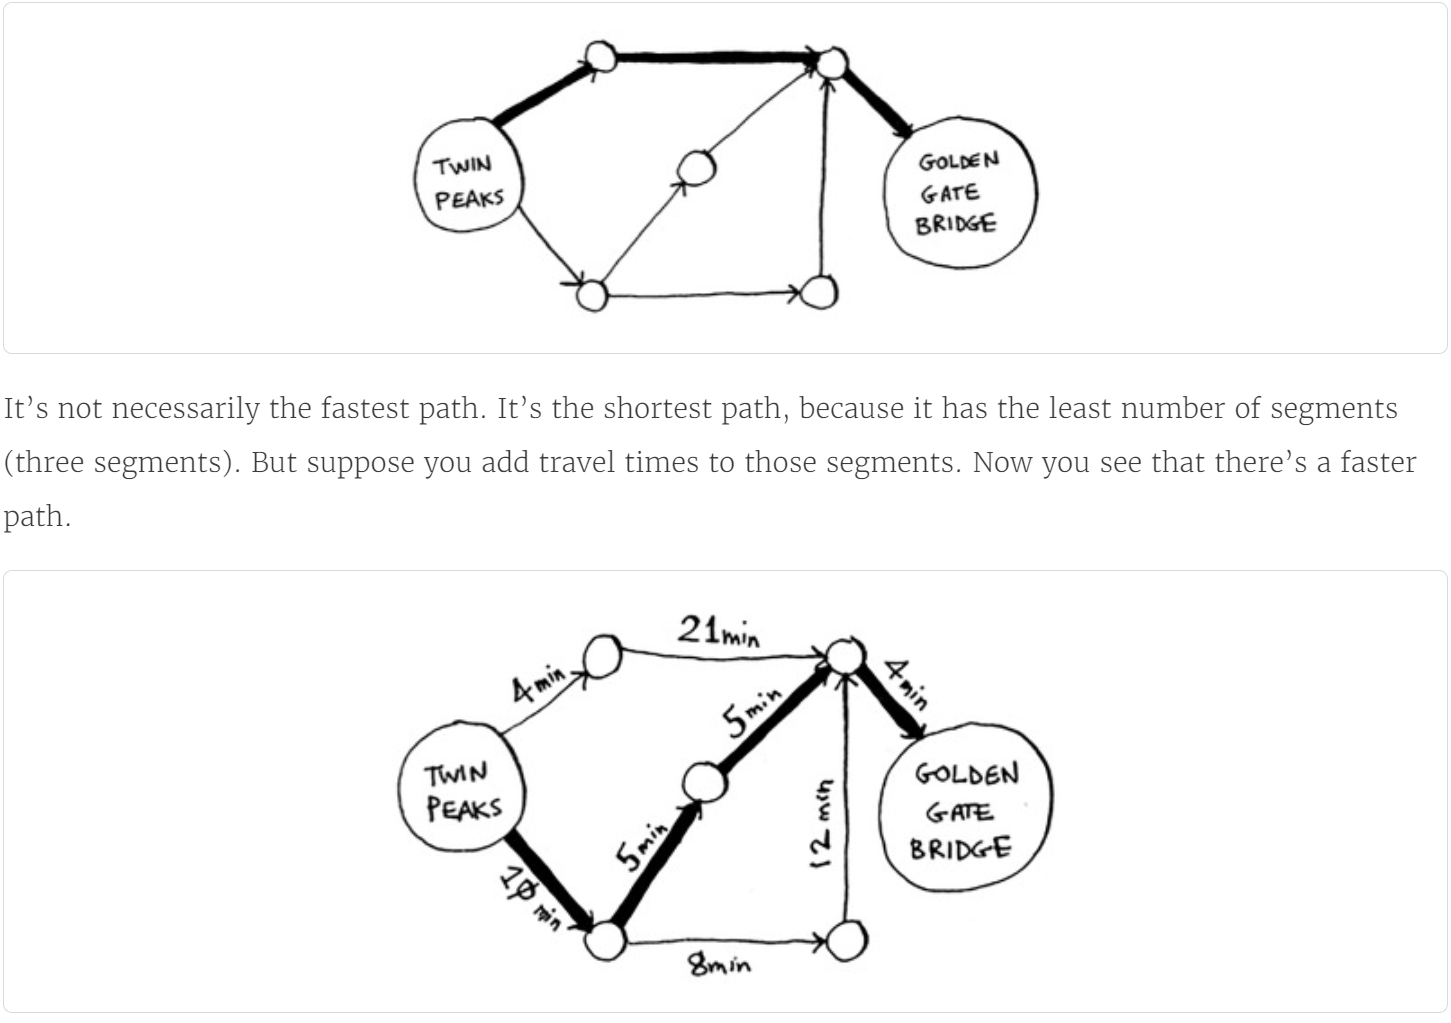 TWIN
PEAKS
GOLDEN
GATE
BRIDGE
It’s not necessarily the fastest path. It’s the shortest path, because it has the least number of segments
(three segments). But suppose you add travel times to those segments. Now you see that there’s a faster
path.
21min
4min
4min
5min
TWIN
PEAKS
GOLDEN
GATE
BRIDGE
12 min
5min
10 min
8min